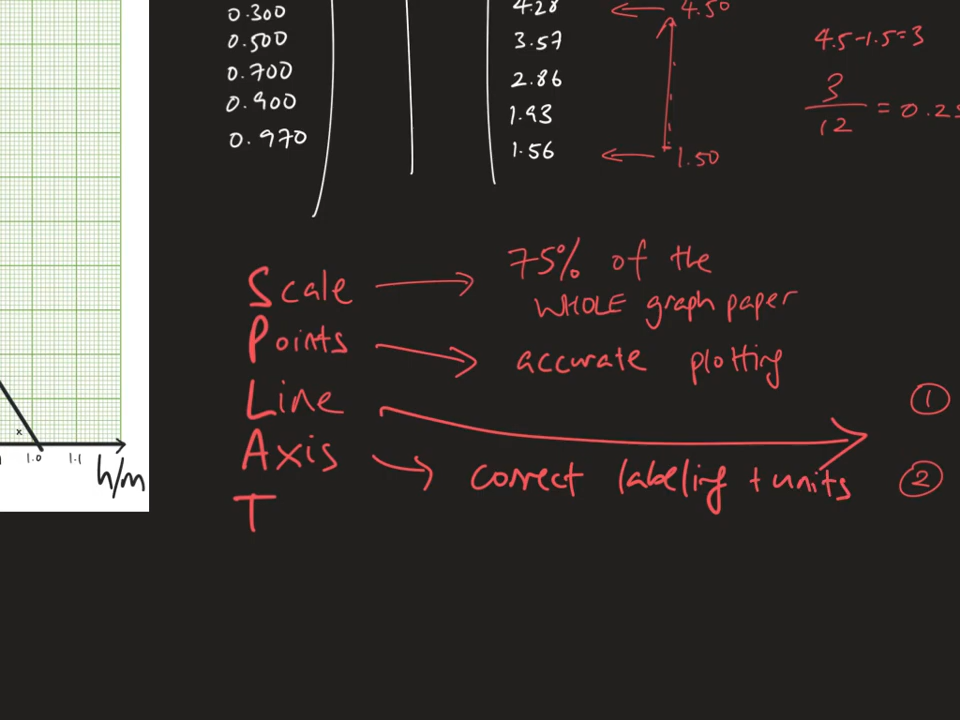 0.300 4.28 4.50
0.500 3.57 4.5-1.5=3
0.700 2.86 3
0.900 1.93 12 = 0.25
0.970 1.56 1.50
Scale 75% of the
WHOLE graph paper
Points accurate plotting
Line 1
Axis correct labeling + units 2
T
1.0 1.1 h/m